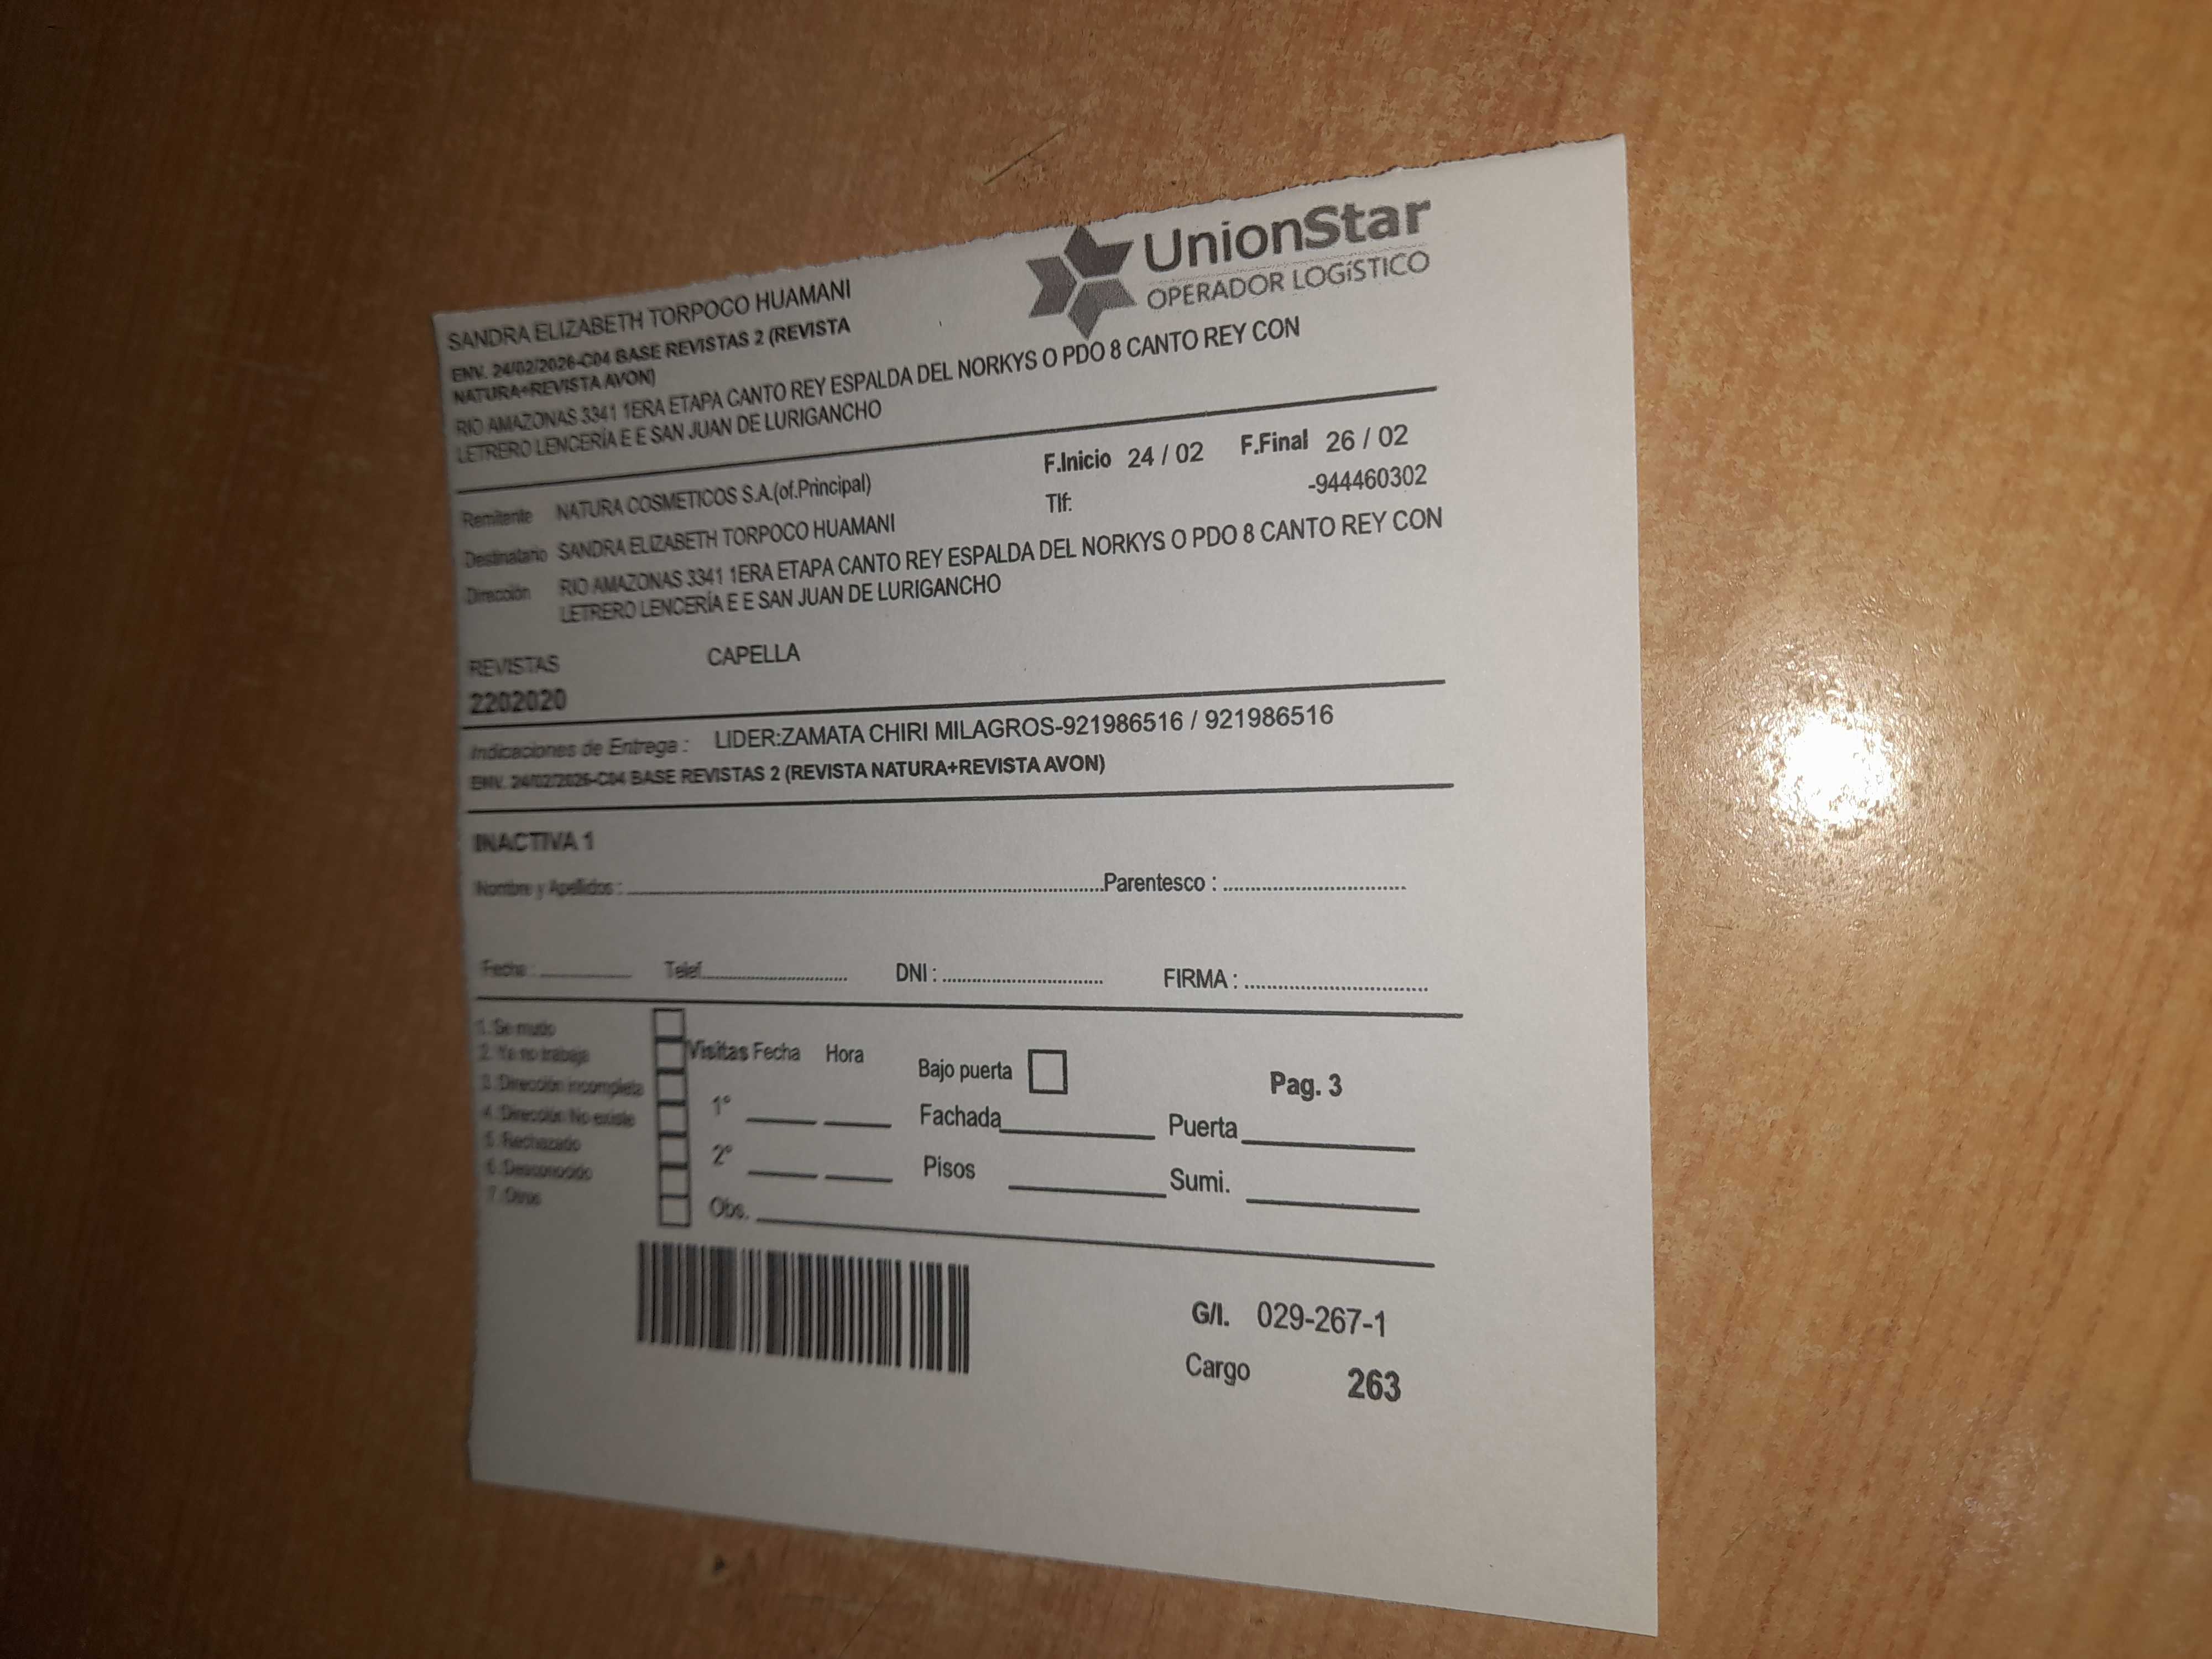 UnionStar
OPERADOR LOGíSTICO
SANDRA ELIZABETH TORPOCO HUAMANI
ENV. 24/02/2026-C04 BASE REVISTAS 2 (REVISTA
NATURA+REVISTA AVON)
RIO AMAZONAS 3341 1ERA ETAPA CANTO REY ESPALDA DEL NORKYS O PDO 8 CANTO REY CON
LETRERO LENCERÍA E E SAN JUAN DE LURIGANCHO
Remitente NATURA COSMETICOS S.A.(of.Principal) F.Inicio 24 / 02 F.Final 26 / 02
Destinatario SANDRA ELIZABETH TORPOCO HUAMANI Tlf: -944460302
Dirección RIO AMAZONAS 3341 1ERA ETAPA CANTO REY ESPALDA DEL NORKYS O PDO 8 CANTO REY CON
LETRERO LENCERÍA E E SAN JUAN DE LURIGANCHO
REVISTAS CAPELLA
2202020
Indicaciones de Entrega : LIDER:ZAMATA CHIRI MILAGROS-921986516 / 921986516
ENV. 24/02/2026-C04 BASE REVISTAS 2 (REVISTA NATURA+REVISTA AVON)
INACTIVA 1
Nombre y Apellidos : Parentesco :
Fecha : Telef. DNI : FIRMA :
1. Se mudo
2. Ya no trabaja
3. Dirección incompleta
4. Dirección No existe
5. Rechazado
6. Desconocido
7. Otros
Visitas Fecha Hora Bajo puerta Pag. 3
1° Fachada Puerta
2° Pisos Sumi.
Obs.
G/I. 029-267-1
Cargo 263